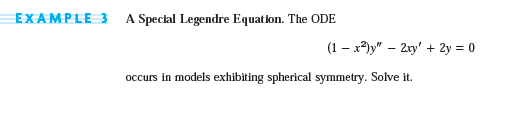 EXAMPLE 3 A Special Legendre Equation. The ODE
(1 − x²)y″ − 2xy′ + 2y = 0
occurs in models exhibiting spherical symmetry. Solve it.